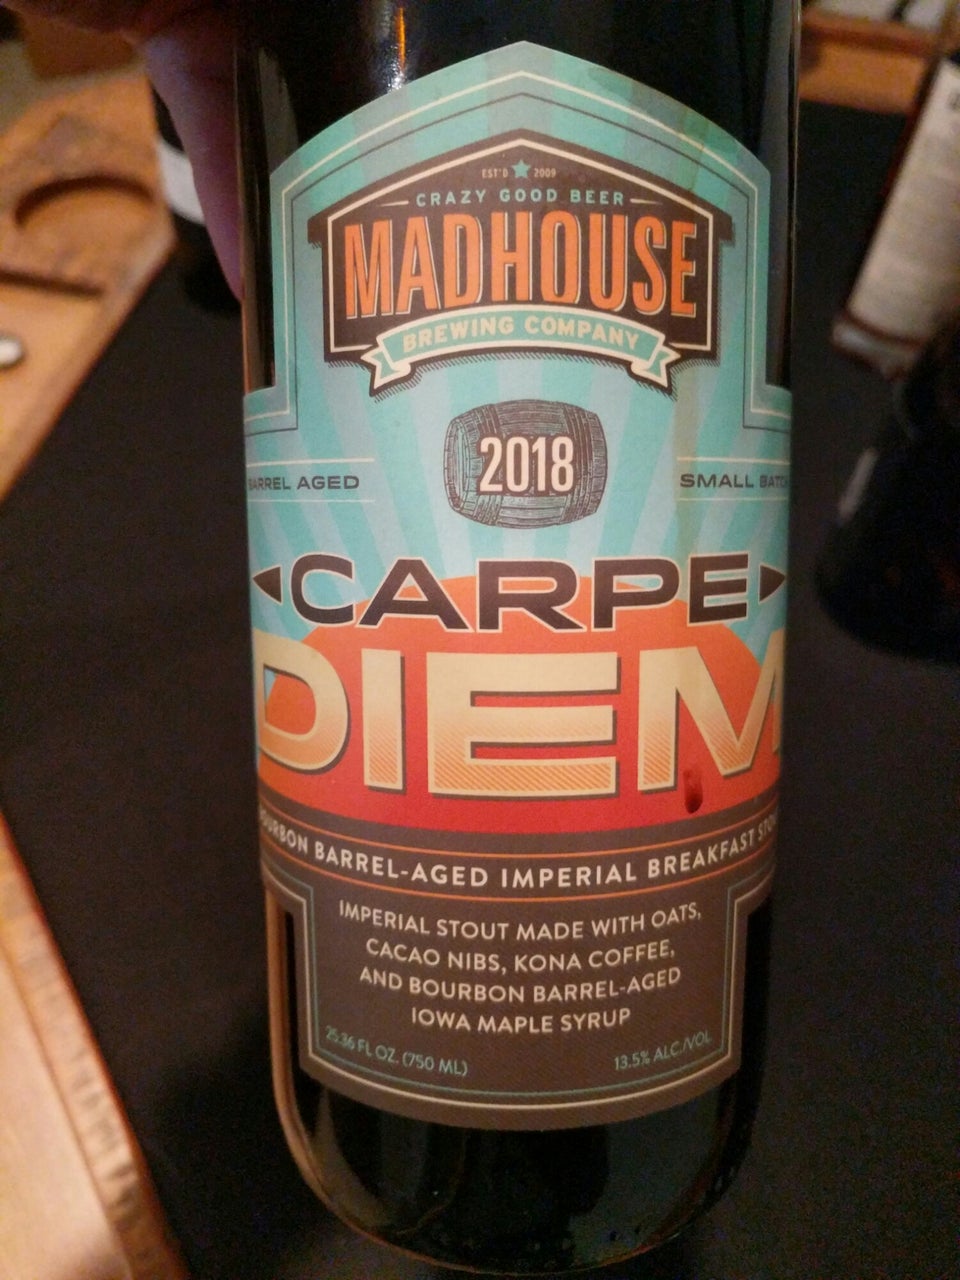 EST'D 2009
CRAZY GOOD BEER
MADHOUSE
BREWING COMPANY
2018
BARREL AGED
SMALL BATCH
CARPE
DIEM
BOURBON BARREL-AGED IMPERIAL BREAKFAST STOUT
IMPERIAL STOUT MADE WITH OATS,
CACAO NIBS, KONA COFFEE,
AND BOURBON BARREL-AGED
IOWA MAPLE SYRUP
25.36 FL OZ. (750 ML)
13.5% ALC./VOL